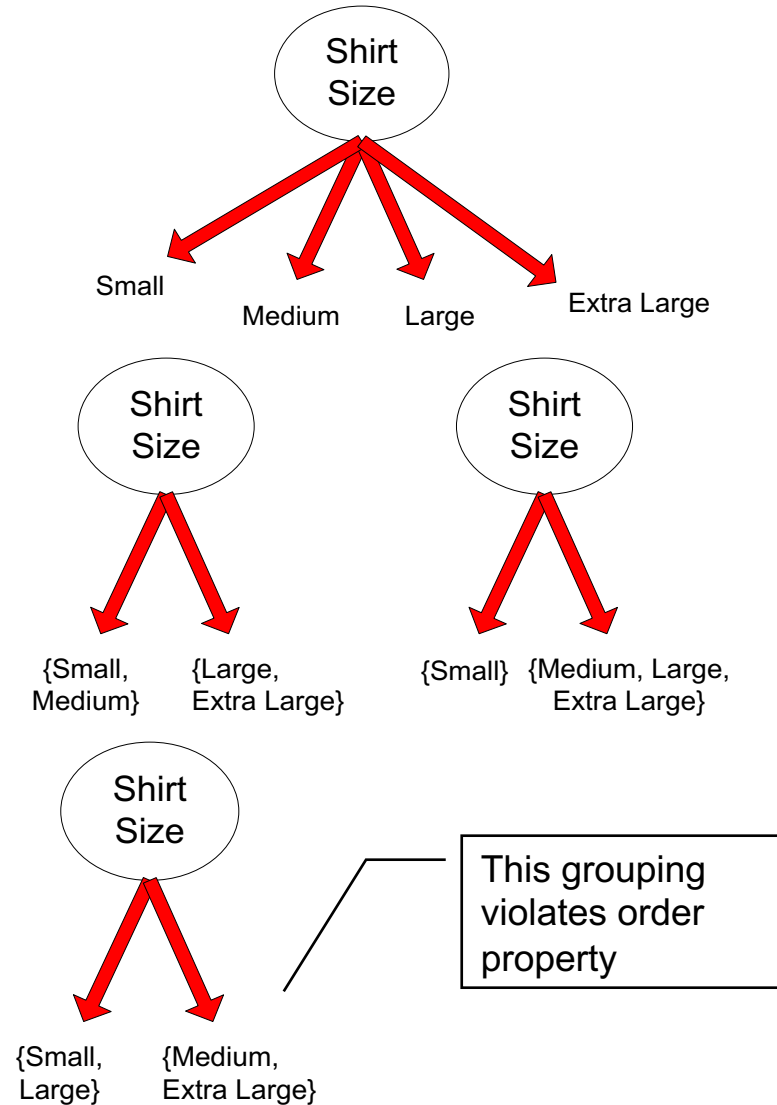 Shirt
Size
Small
Medium
Large
Extra Large
Shirt
Size
{Small,
Medium}
{Large,
Extra Large}
Shirt
Size
{Small}
{Medium, Large,
Extra Large}
Shirt
Size
{Small,
Large}
{Medium,
Extra Large}
This grouping
violates order
property